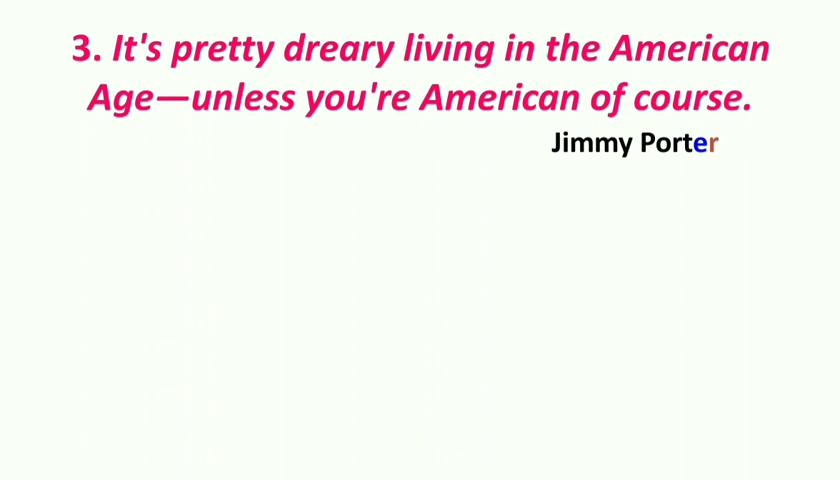 3. It's pretty dreary living in the American
Age—unless you're American of course.
Jimmy Porter